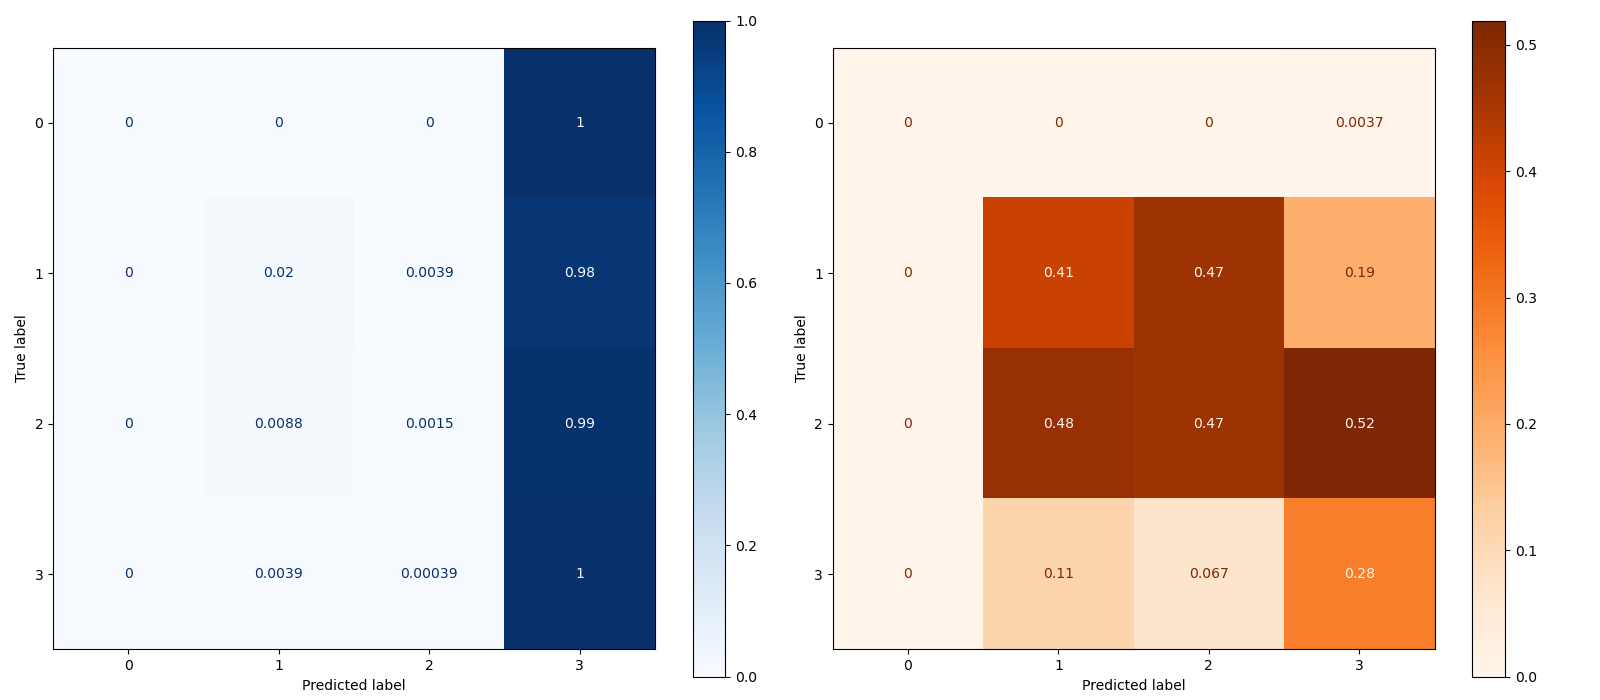 0 0 0 0 1
1 0 0.02 0.0039 0.98
2 0 0.0088 0.0015 0.99
3 0 0.0039 0.00039 1
0 1 2 3
True label
Predicted label
1.0
0.8
0.6
0.4
0.2
0.0
0 0 0 0 0.0037
1 0 0.41 0.47 0.19
2 0 0.48 0.47 0.52
3 0 0.11 0.067 0.28
0 1 2 3
True label
Predicted label
0.5
0.4
0.3
0.2
0.1
0.0